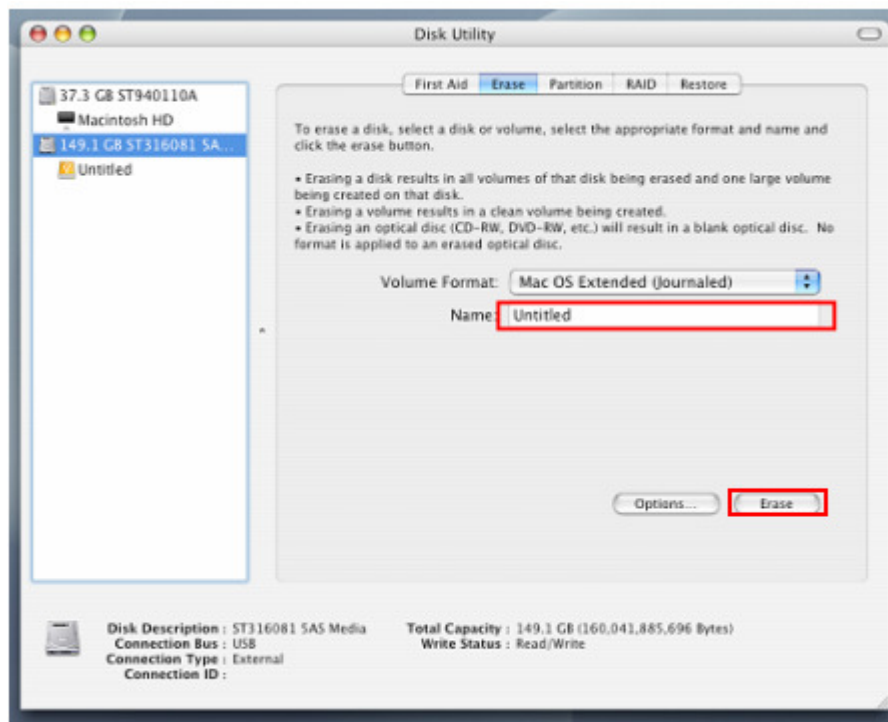 Disk Utility
37.3 GB ST940110A
Macintosh HD
149.1 GB ST316081 5A...
Untitled
First Aid Erase Partition RAID Restore
To erase a disk, select a disk or volume, select the appropriate format and name and
click the erase button.
• Erasing a disk results in all volumes of that disk being erased and one large volume
being created on that disk.
• Erasing a volume results in a clean volume being created.
• Erasing an optical disc (CD-RW, DVD-RW, etc.) will result in a blank optical disc. No
format is applied to an erased optical disc.
Volume Format: Mac OS Extended (Journaled)
Name: Untitled
Options... Erase
Disk Description : ST316081 5AS Media Total Capacity : 149.1 GB (160,041,885,696 Bytes)
Connection Bus : USB Write Status : Read/Write
Connection Type : External
Connection ID :